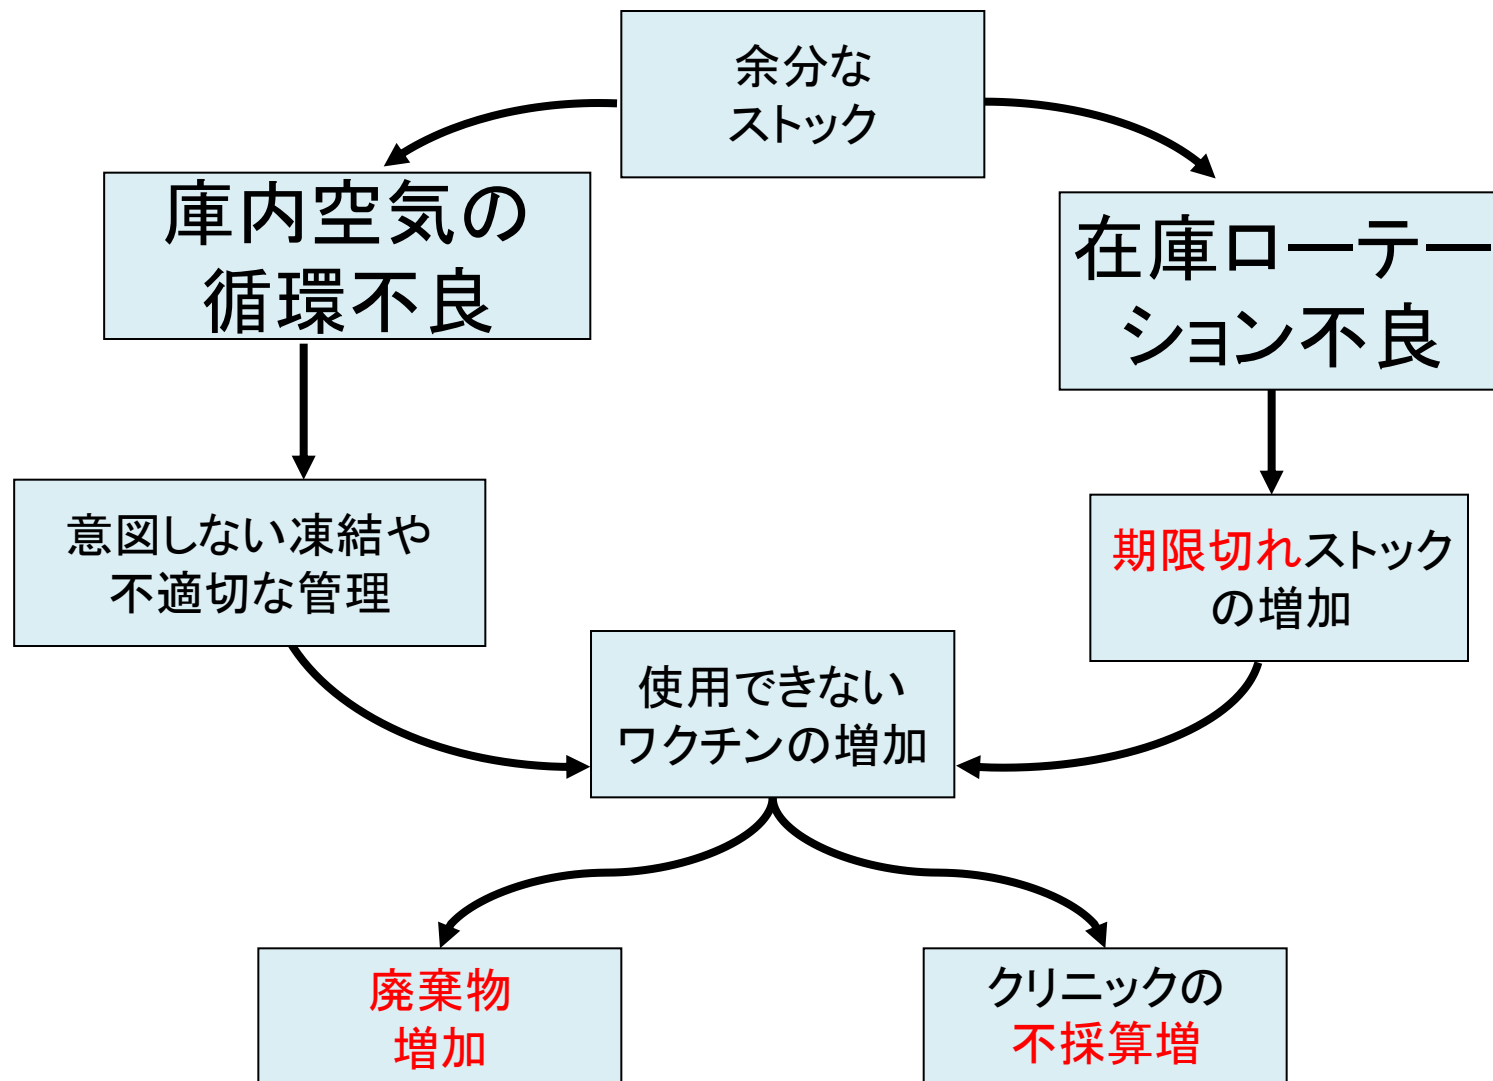 余分な
ストック
庫内空気の
循環不良
在庫ローテー
ション不良
意図しない凍結や
不適切な管理
期限切れストック
の増加
使用できない
ワクチンの増加
廃棄物
増加
クリニックの
不採算増